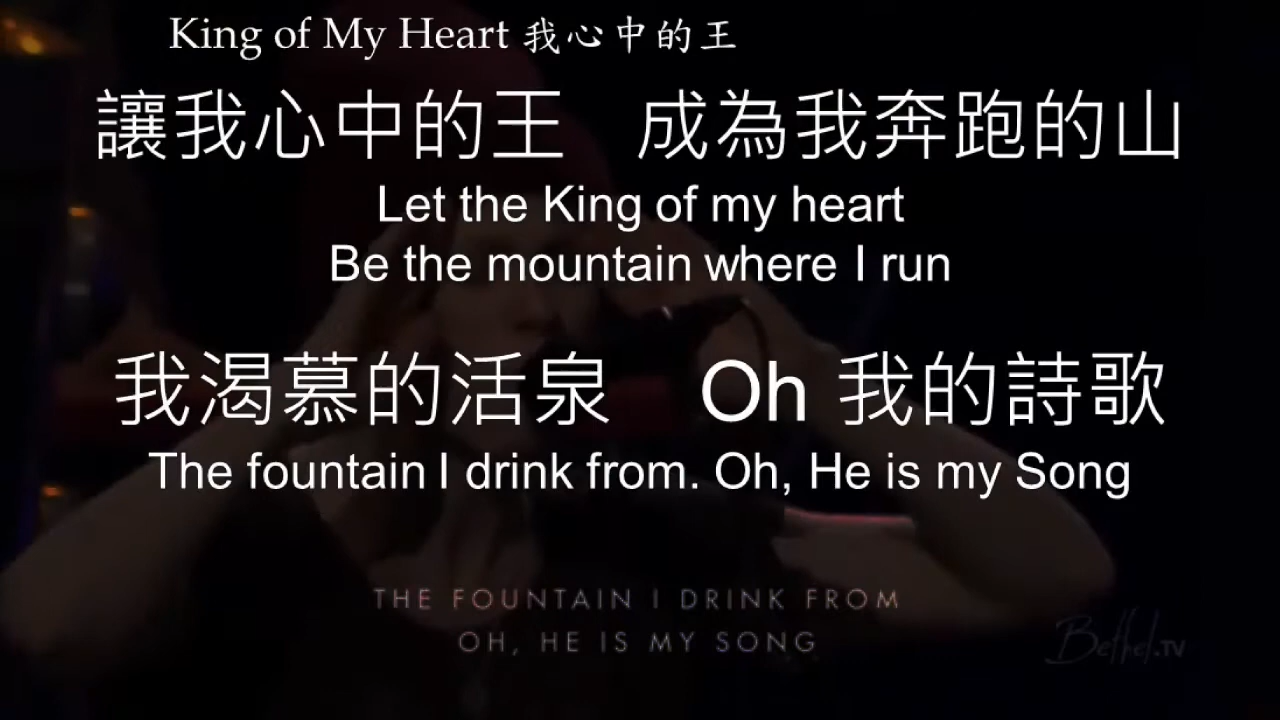 King of My Heart 我心中的王
讓我心中的王 成為我奔跑的山
Let the King of my heart
Be the mountain where I run
我渴慕的活泉 Oh 我的詩歌
The fountain I drink from. Oh, He is my Song
THE FOUNTAIN I DRINK FROM
OH, HE IS MY SONG
Bethel.TV